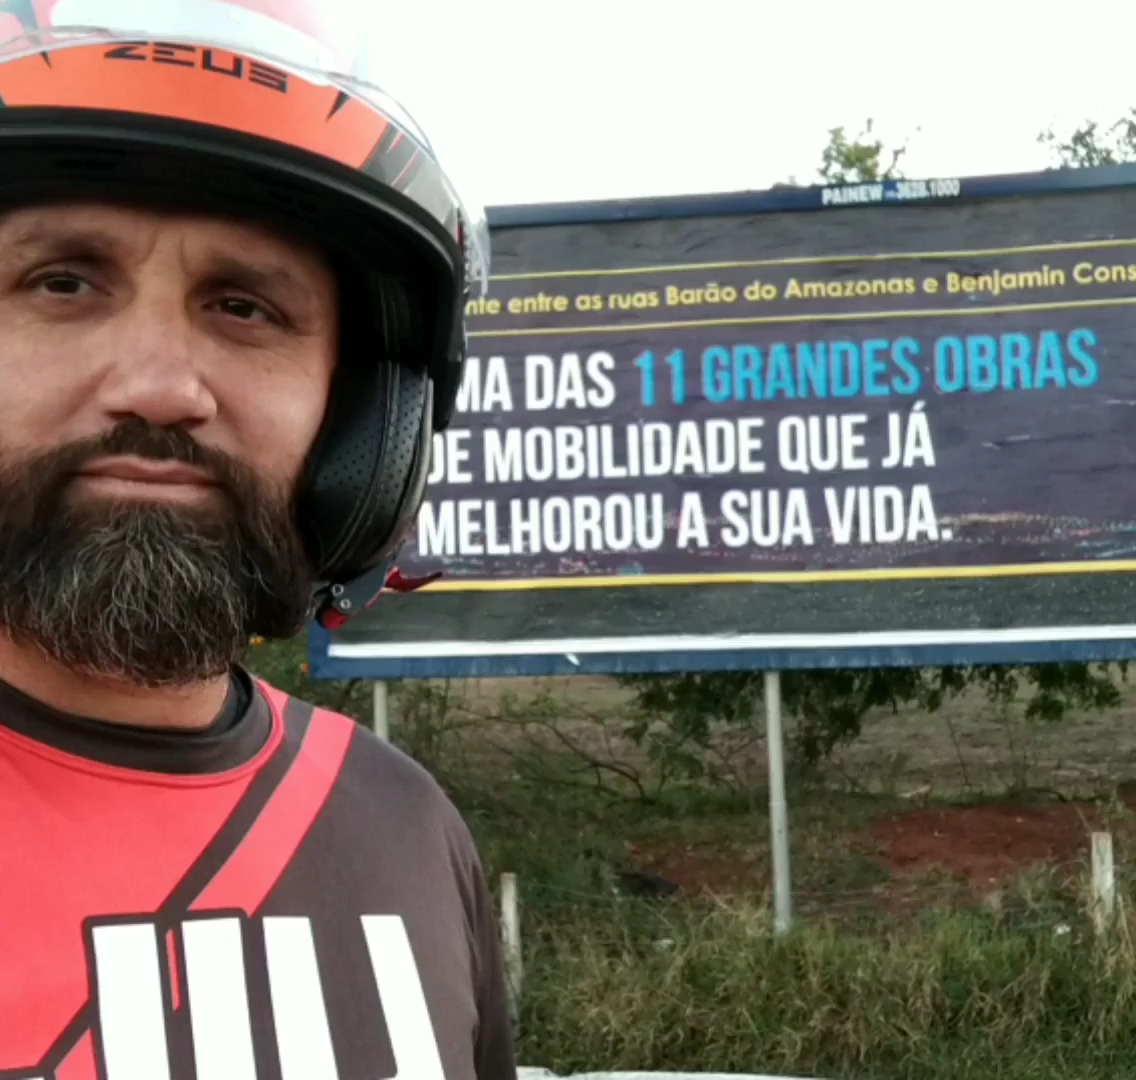 ZEUS
PAINEW 3628.1000
nte entre as ruas Barão do Amazonas e Benjamin Cons
MA DAS 11 GRANDES OBRAS
DE MOBILIDADE QUE JÁ
MELHOROU A SUA VIDA.